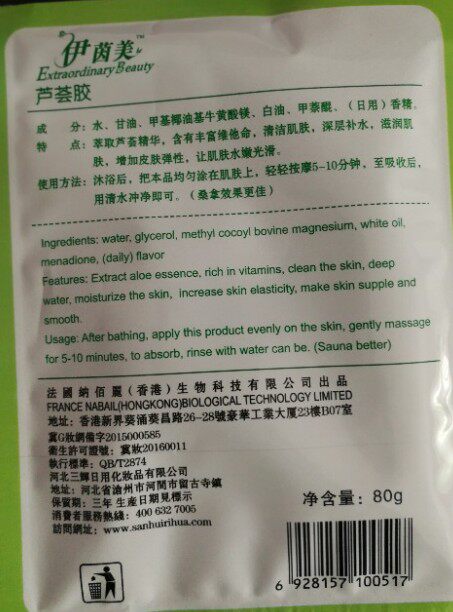 伊茵美
Extraordinary Beauty
芦荟胶
成 分：水、甘油、甲基椰油基牛黄酸镁、白油、甲萘醌、（日用）香精。
特 点：萃取芦荟精华，含有丰富维他命，清洁肌肤，深层补水，滋润肌
肤，增加皮肤弹性，让肌肤水嫩光滑。
使用方法：沐浴后，把本品均匀涂在肌肤上，轻轻按摩5-10分钟，至吸收后，
用清水冲净即可。（桑拿效果更佳）
Ingredients: water, glycerol, methyl cocoyl bovine magnesium, white oil,
menadione, (daily) flavor
Features: Extract aloe essence, rich in vitamins, clean the skin, deep
water, moisturize the skin, increase skin elasticity, make skin supple and
smooth.
Usage: After bathing, apply this product evenly on the skin, gently massage
for 5-10 minutes, to absorb, rinse with water can be. (Sauna better)
法國納佰麗(香港)生物科技有限公司出品
FRANCE NABAIL(HONGKONG)BIOLOGICAL TECHNOLOGY LIMITED
地址：香港新界葵涌葵昌路26-28號豪華工業大厦23樓B07室
冀G妝網備字2015000585
衛生許可證號：冀妝20160011
執行標準：QB/T2874
河北三鮮日用化妝品有限公司
地址：河北省滄州市河間市留古寺鎮
保質期：三年 生產日期見標示
消費者服務熱綫：400 632 7005
訪問網址：www.sanhuirihua.com
净含量：80g
6 928157 100517